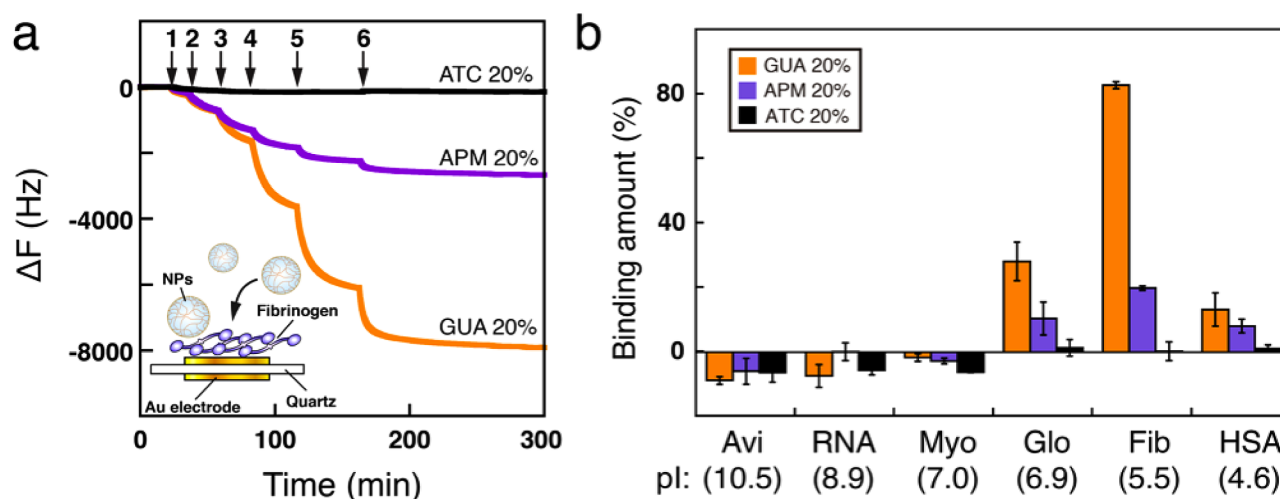 a
1 2 3 4 5 6
0
-4000
-8000
ΔF (Hz)
ATC 20%
APM 20%
GUA 20%
NPs
Fibrinogen
Au electrode
Quartz
0 100 200 300
Time (min)
b
GUA 20%
APM 20%
ATC 20%
80
40
0
Binding amount (%)
Avi RNA Myo Glo Fib HSA
pI: (10.5) (8.9) (7.0) (6.9) (5.5) (4.6)